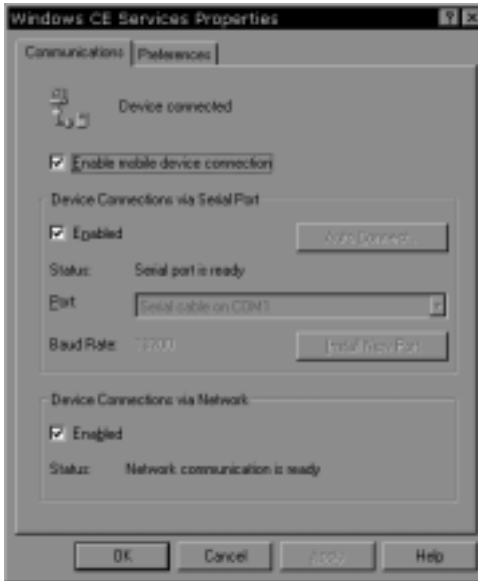 Windows CE Services Properties
Communications Preferences
Device connected
Enable mobile device connection
Device Connections via Serial Port
Enabled
Auto Connect...
Status: Serial port is ready
Port Serial cable on COM1
Baud Rate: 19200
Install New Port
Device Connections via Network
Enabled
Status: Network communication is ready
OK Cancel Apply Help